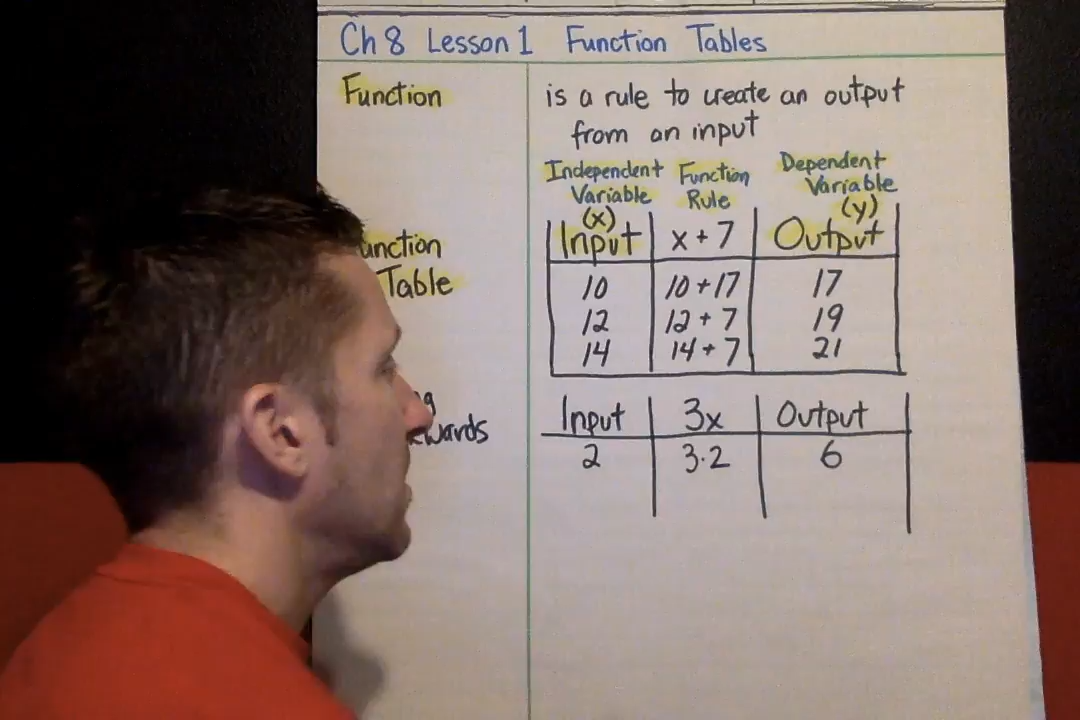 Ch 8 Lesson 1 Function Tables
Function
is a rule to create an output
from an input
Independent Variable (x)
Function Rule
Dependent Variable (y)
Table
Input x + 7 Output
10 10 + 17 17
12 12 + 7 19
14 14 + 7 21
Input 3x Output
2 3·2 6